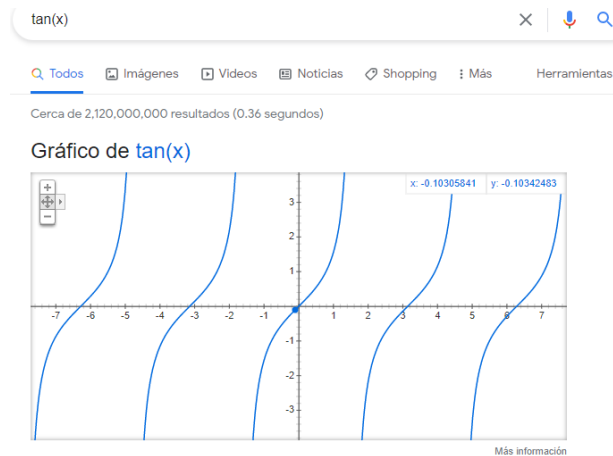 tan(x)
Todos Imágenes Videos Noticias Shopping Más Herramientas
Cerca de 2,120,000,000 resultados (0.36 segundos)
Gráfico de tan(x)
x: -0.10305841 y: -0.10342483
3
2
1
-7 -6 -5 -4 -3 -2 -1 1 2 3 4 5 6 7
-1
-2
-3
Más información